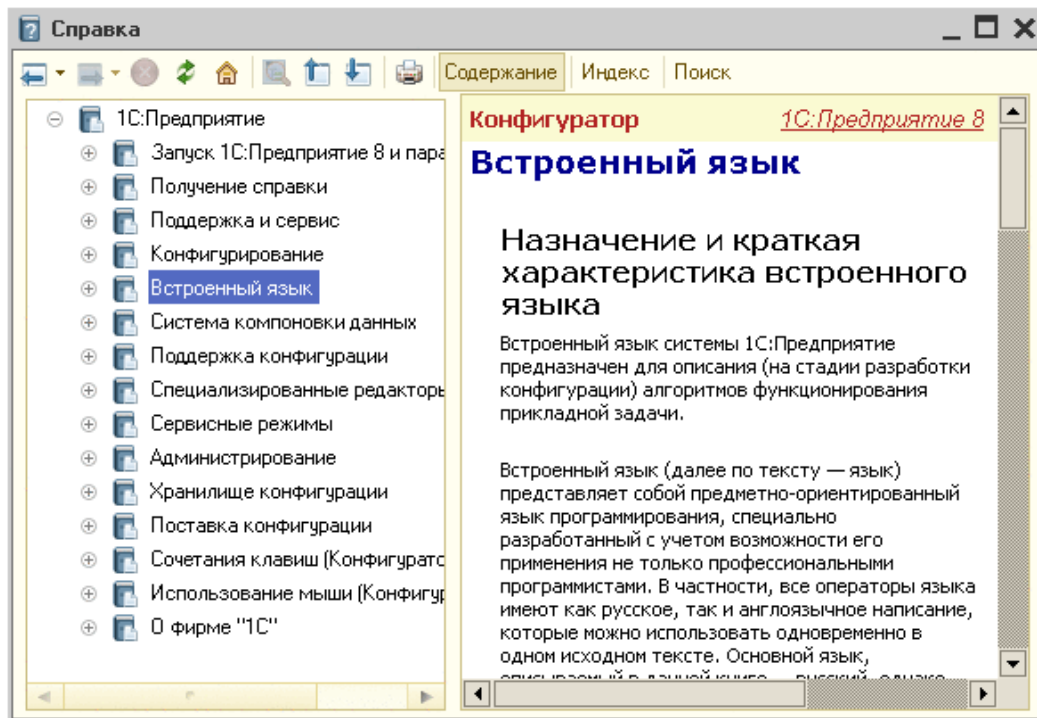 Справка
Содержание Индекс Поиск
1С:Предприятие
Запуск 1С:Предприятие 8 и пара
Получение справки
Поддержка и сервис
Конфигурирование
Встроенный язык
Система компоновки данных
Поддержка конфигурации
Специализированные редакторы
Сервисные режимы
Администрирование
Хранилище конфигурации
Поставка конфигурации
Сочетания клавиш (Конфигурато
Использование мыши (Конфигур
О фирме "1С"
Конфигуратор 1С:Предприятие 8
Встроенный язык
Назначение и краткая
характеристика встроенного
языка
Встроенный язык системы 1С:Предприятие
предназначен для описания (на стадии разработки
конфигурации) алгоритмов функционирования
прикладной задачи.
Встроенный язык (далее по тексту — язык)
представляет собой предметно-ориентированный
язык программирования, специально
разработанный с учетом возможности его
применения не только профессиональными
программистами. В частности, все операторы языка
имеют как русское, так и англоязычное написание,
которые можно использовать одновременно в
одном исходном тексте. Основной язык,
описываемый в данной книге — русский, однако